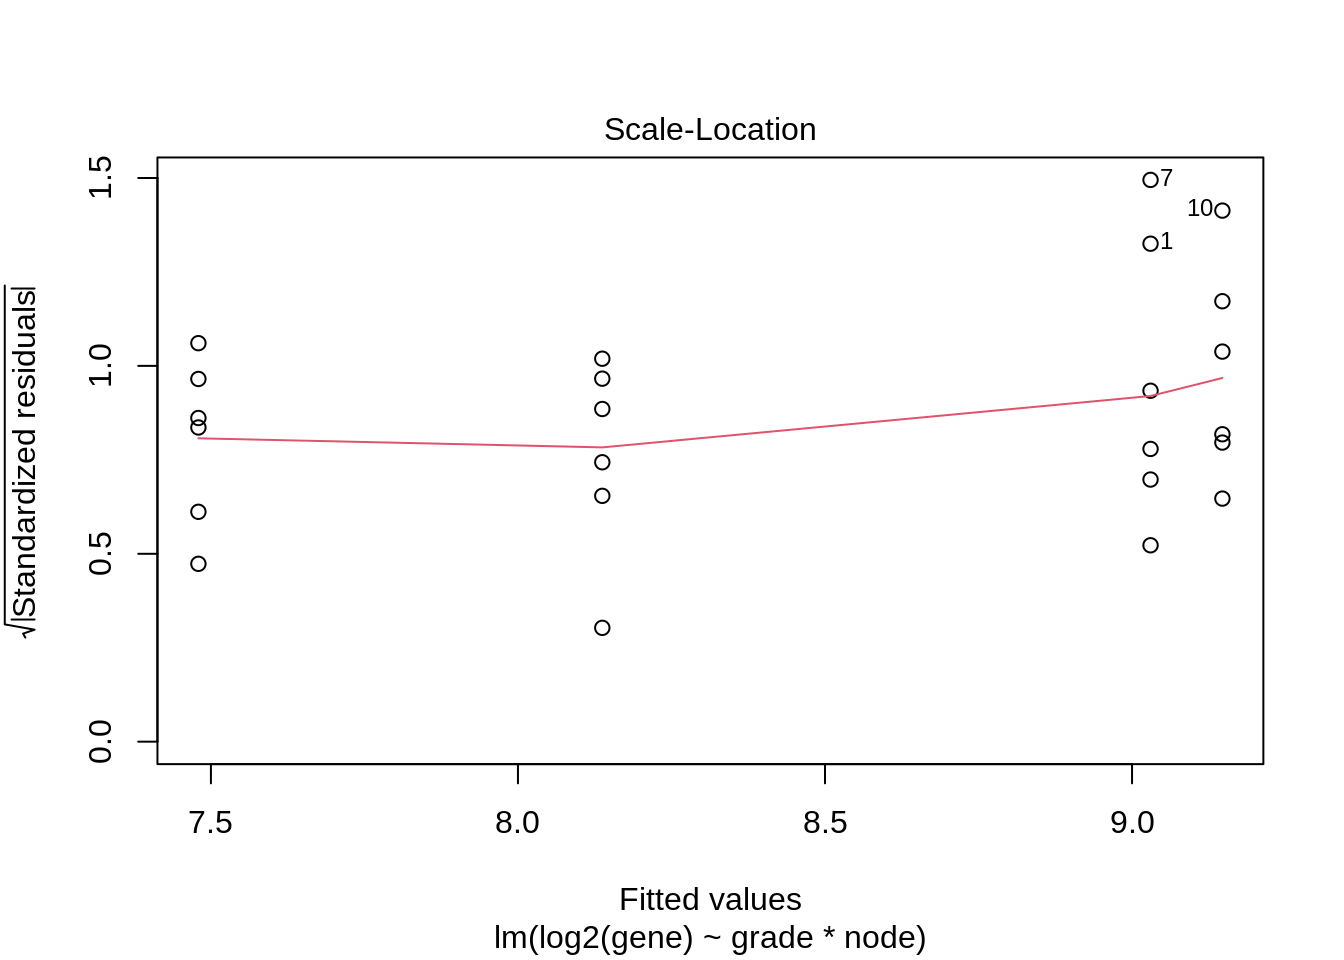 Scale-Location
√|Standardized residuals|
1.5
1.0
0.5
0.0
7
10
1
7.5 8.0 8.5 9.0
Fitted values
lm(log2(gene) ~ grade * node)